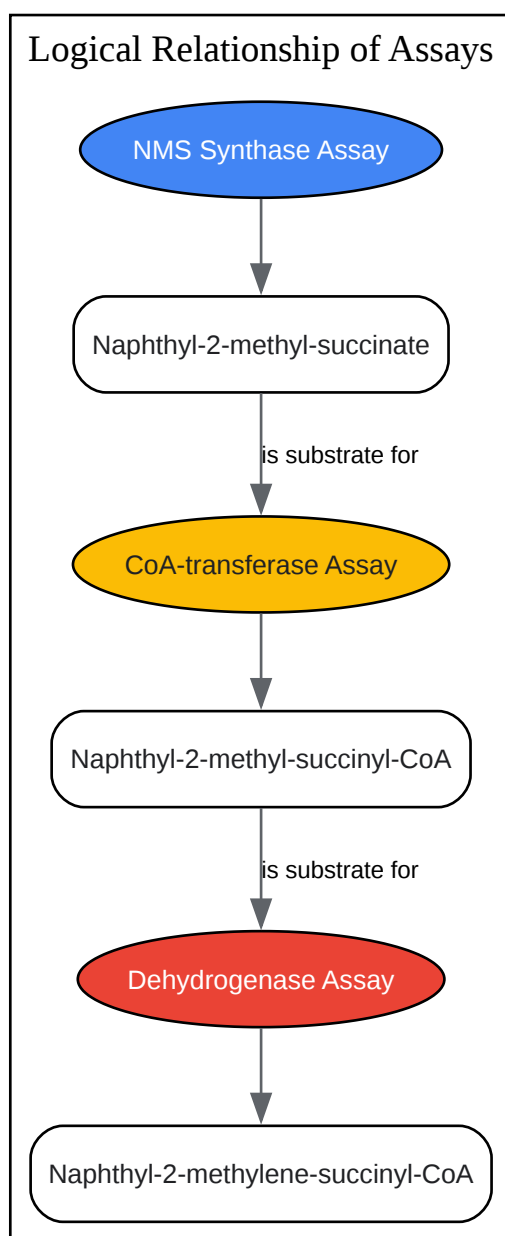 Logical Relationship of Assays
NMS Synthase Assay
Naphthyl-2-methyl-succinate
is substrate for
CoA-transferase Assay
Naphthyl-2-methyl-succinyl-CoA
is substrate for
Dehydrogenase Assay
Naphthyl-2-methylene-succinyl-CoA